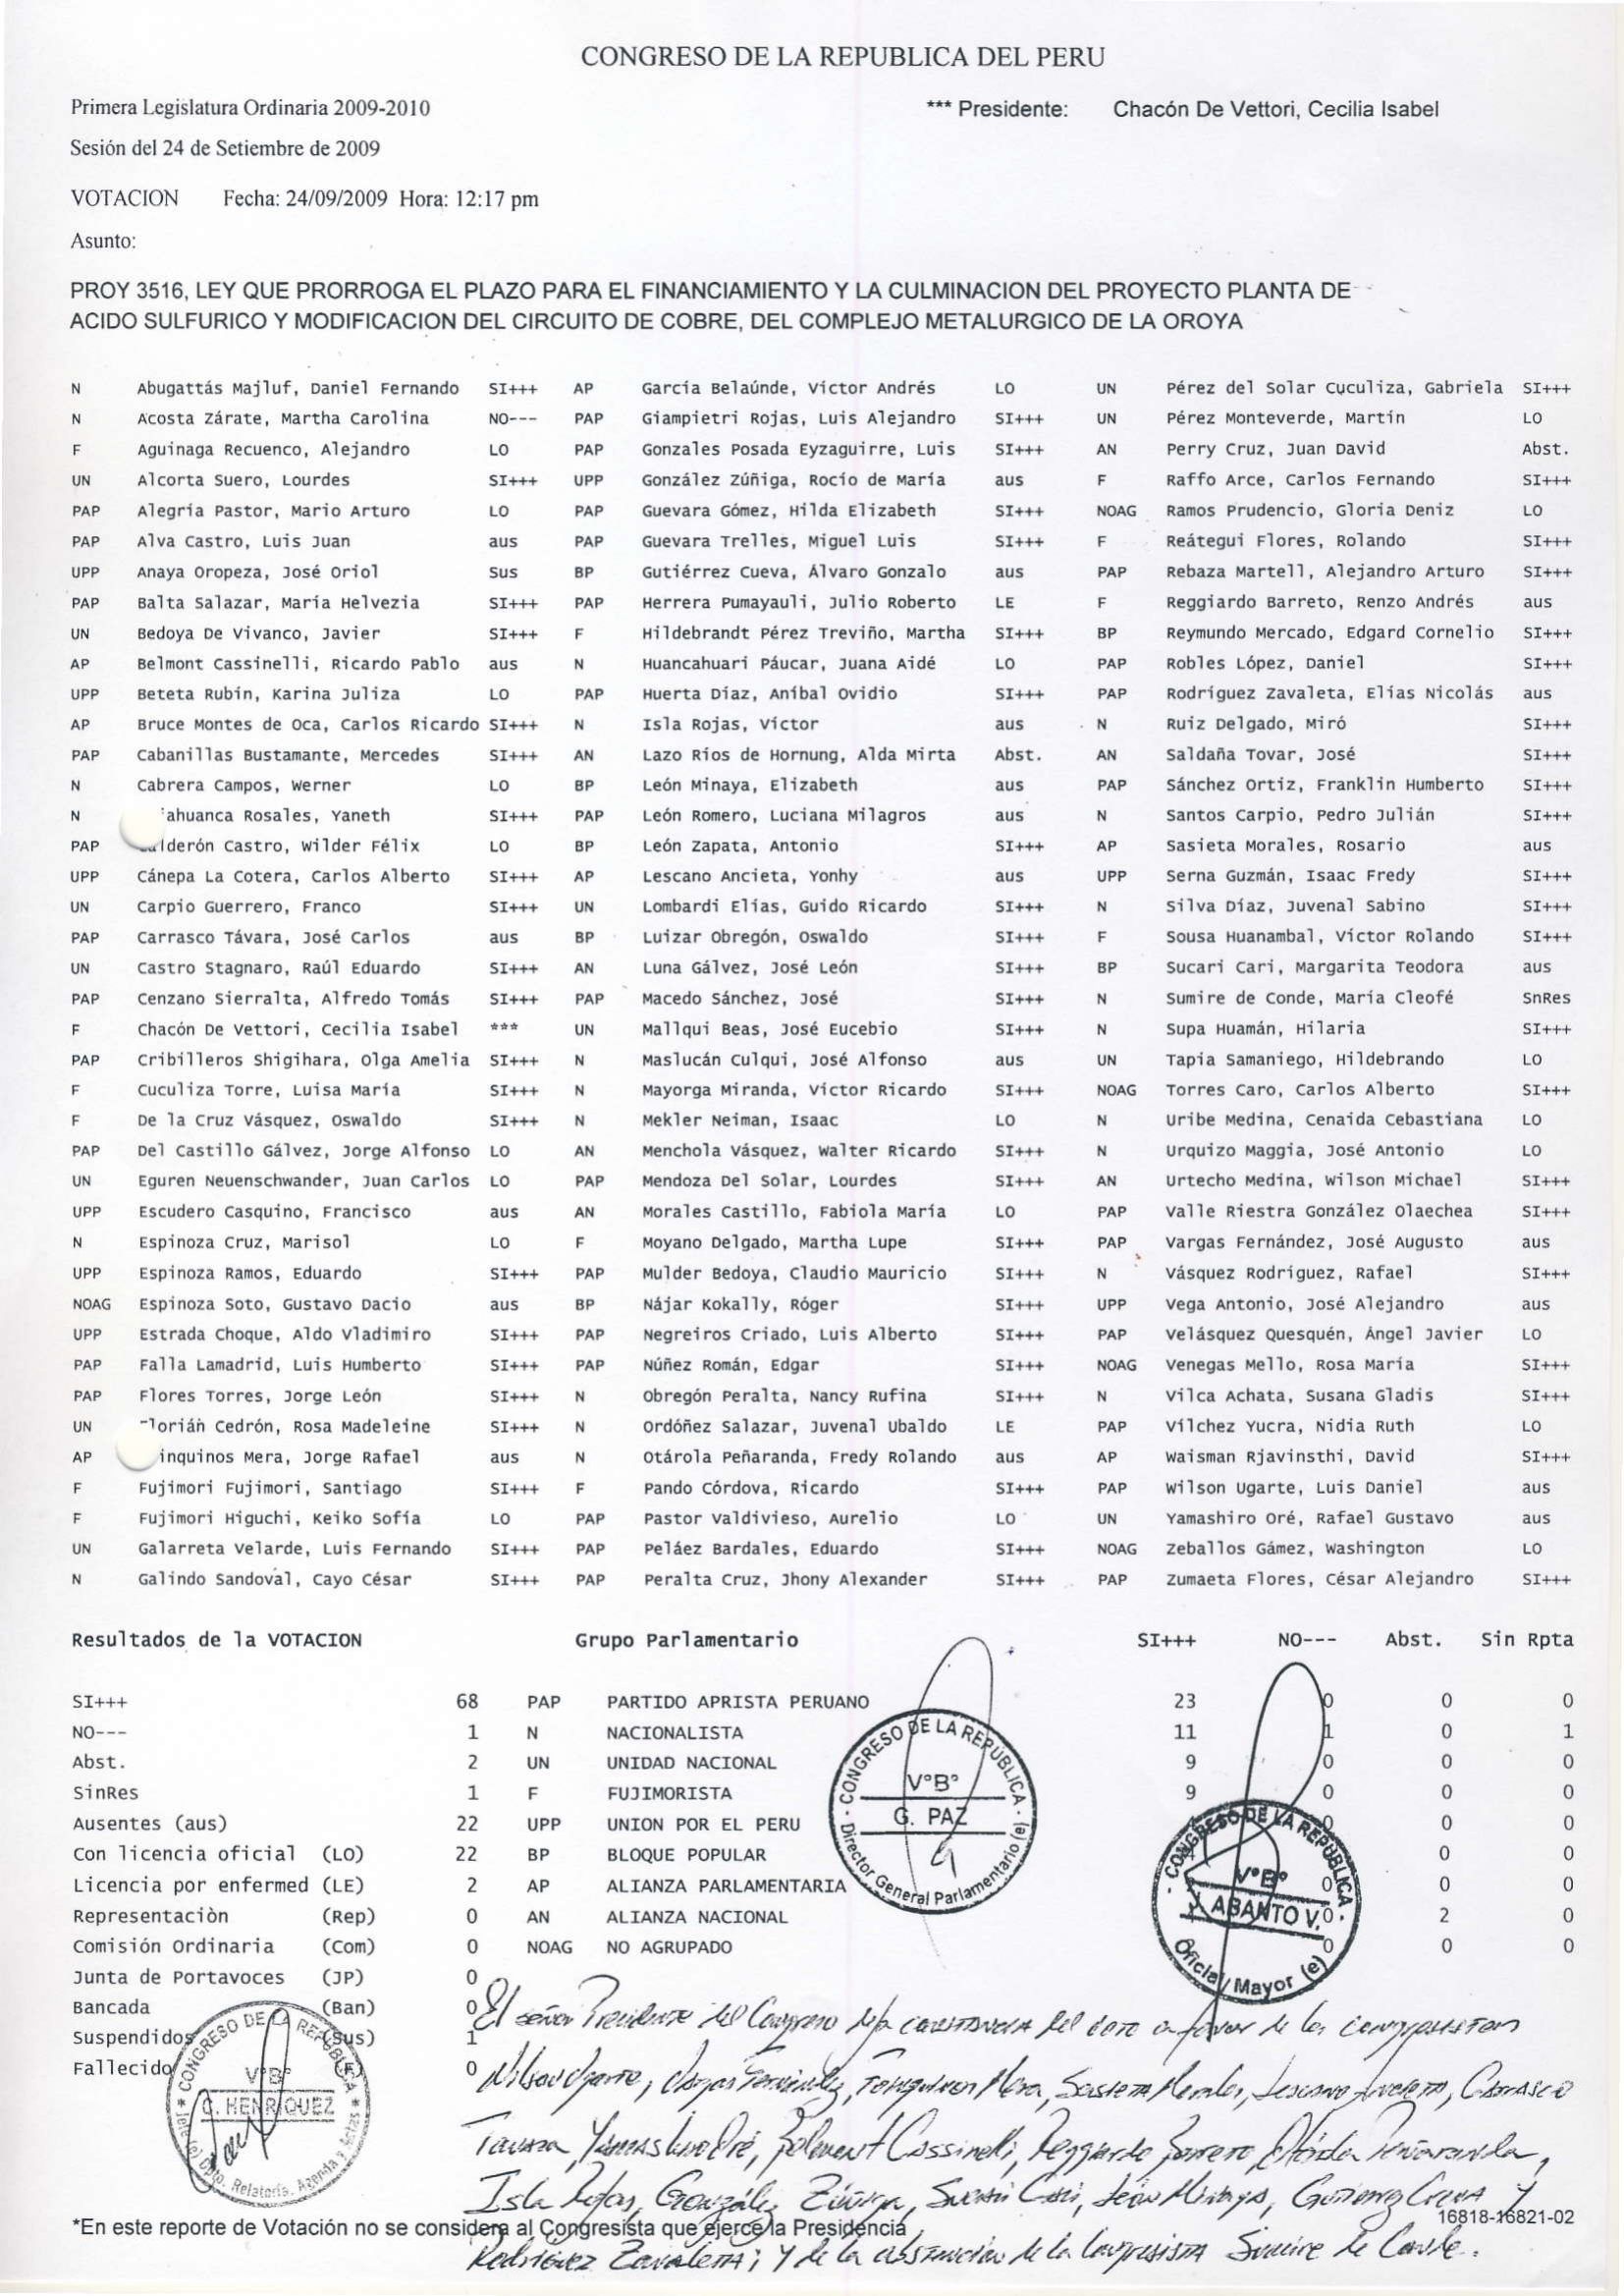 CONGRESO DE LA REPUBLICA DEL PERU
Primera Legislatura Ordinaria 2009-2010 *** Presidente: Chacón De Vettori, Cecilia Isabel
Sesión del 24 de Setiembre de 2009
VOTACION Fecha: 24/09/2009 Hora: 12:17 pm
Asunto:
PROY 3516, LEY QUE PRORROGA EL PLAZO PARA EL FINANCIAMIENTO Y LA CULMINACION DEL PROYECTO PLANTA DE
ACIDO SULFURICO Y MODIFICACION DEL CIRCUITO DE COBRE, DEL COMPLEJO METALURGICO DE LA OROYA
N Abugattás Majluf, Daniel Fernando SI+++ AP García Belaúnde, Víctor Andrés LO UN Pérez del Solar Cuculiza, Gabriela SI+++
N Acosta Zárate, Martha Carolina NO--- PAP Giampietri Rojas, Luis Alejandro SI+++ UN Pérez Monteverde, Martín LO
F Aguinaga Recuenco, Alejandro LO PAP Gonzales Posada Eyzaguirre, Luis SI+++ AN Perry Cruz, Juan David Abst.
UN Alcorta Suero, Lourdes SI+++ UPP González Zúñiga, Rocío de María aus F Raffo Arce, Carlos Fernando SI+++
PAP Alegría Pastor, Mario Arturo LO PAP Guevara Gómez, Hilda Elizabeth SI+++ NOAG Ramos Prudencio, Gloria Deniz LO
PAP Alva Castro, Luis Juan aus PAP Guevara Trelles, Miguel Luis SI+++ F Reátegui Flores, Rolando SI+++
UPP Anaya Oropeza, José Oriol Sus BP Gutiérrez Cueva, Álvaro Gonzalo aus PAP Rebaza Martell, Alejandro Arturo SI+++
PAP Balta Salazar, María Helvezia SI+++ PAP Herrera Pumayauli, Julio Roberto LE F Reggiardo Barreto, Renzo Andrés aus
UN Bedoya De Vivanco, Javier SI+++ F Hildebrandt Pérez Treviño, Martha SI+++ BP Reymundo Mercado, Edgard Cornelio SI+++
AP Belmont Cassinelli, Ricardo Pablo aus N Huancahuari Páucar, Juana Aidé LO PAP Robles López, Daniel SI+++
UPP Beteta Rubín, Karina Juliza LO PAP Huerta Díaz, Aníbal Ovidio SI+++ PAP Rodríguez Zavaleta, Elías Nicolás aus
AP Bruce Montes de Oca, Carlos Ricardo SI+++ N Isla Rojas, Víctor aus N Ruiz Delgado, Miró SI+++
PAP Cabanillas Bustamante, Mercedes SI+++ AN Lazo Ríos de Hornung, Alda Mirta Abst. AN Saldaña Tovar, José SI+++
N Cabrera Campos, Werner LO BP León Minaya, Elizabeth aus PAP Sánchez Ortiz, Franklin Humberto SI+++
N ahuanca Rosales, Yaneth SI+++ PAP León Romero, Luciana Milagros aus N Santos Carpio, Pedro Julián SI+++
PAP lderón Castro, Wilder Félix LO BP León Zapata, Antonio SI+++ AP Sasieta Morales, Rosario aus
UPP Cánepa La Cotera, Carlos Alberto SI+++ AP Lescano Ancieta, Yonhy aus UPP Serna Guzmán, Isaac Fredy SI+++
UN Carpio Guerrero, Franco SI+++ UN Lombardi Elías, Guido Ricardo SI+++ N Silva Díaz, Juvenal Sabino SI+++
PAP Carrasco Távara, José Carlos aus BP Luizar Obregón, Oswaldo SI+++ F Sousa Huanambal, Víctor Rolando SI+++
UN Castro Stagnaro, Raúl Eduardo SI+++ AN Luna Gálvez, José León SI+++ BP Sucari Cari, Margarita Teodora aus
PAP Cenzano Sierralta, Alfredo Tomás SI+++ PAP Macedo Sánchez, José SI+++ N Sumire de Conde, María Cleofé SnRes
F Chacón De Vettori, Cecilia Isabel *** UN Mallqui Beas, José Eucebio SI+++ N Supa Huamán, Hilaria SI+++
PAP Cribilleros Shigihara, Olga Amelia SI+++ N Maslucán Culqui, José Alfonso aus UN Tapia Samaniego, Hildebrando LO
F Cuculiza Torre, Luisa María SI+++ N Mayorga Miranda, Víctor Ricardo SI+++ NOAG Torres Caro, Carlos Alberto SI+++
F De la Cruz Vásquez, Oswaldo SI+++ N Mekler Neiman, Isaac LO N Uribe Medina, Cenaida Cebastiana LO
PAP Del Castillo Gálvez, Jorge Alfonso LO AN Menchola Vásquez, Walter Ricardo SI+++ N Urquizo Maggia, José Antonio LO
UN Eguren Neuenschwander, Juan Carlos LO PAP Mendoza Del Solar, Lourdes SI+++ AN Urtecho Medina, Wilson Michael SI+++
UPP Escudero Casquino, Francisco aus AN Morales Castillo, Fabiola María LO PAP Valle Riestra González Olaechea SI+++
N Espinoza Cruz, Marisol LO F Moyano Delgado, Martha Lupe SI+++ PAP Vargas Fernández, José Augusto aus
UPP Espinoza Ramos, Eduardo SI+++ PAP Mulder Bedoya, Claudio Mauricio SI+++ N Vásquez Rodríguez, Rafael SI+++
NOAG Espinoza Soto, Gustavo Dacio aus BP Nájar Kokally, Róger SI+++ UPP Vega Antonio, José Alejandro aus
UPP Estrada Choque, Aldo Vladimiro SI+++ PAP Negreiros Criado, Luis Alberto SI+++ PAP Velásquez Quesquén, Ángel Javier LO
PAP Falla Lamadrid, Luis Humberto SI+++ PAP Núñez Román, Edgar SI+++ NOAG Venegas Mello, Rosa María SI+++
PAP Flores Torres, Jorge León SI+++ N Obregón Peralta, Nancy Rufina SI+++ N Vilca Achata, Susana Gladis SI+++
UN lorián Cedrón, Rosa Madeleine SI+++ N Ordóñez Salazar, Juvenal Ubaldo LE PAP Vílchez Yucra, Nidia Ruth LO
AP inquinos Mera, Jorge Rafael aus N Otárola Peñaranda, Fredy Rolando aus AP Waisman Rjavinsthi, David SI+++
F Fujimori Fujimori, Santiago SI+++ F Pando Córdova, Ricardo SI+++ PAP Wilson Ugarte, Luis Daniel aus
F Fujimori Higuchi, Keiko Sofía LO PAP Pastor Valdivieso, Aurelio LO UN Yamashiro Oré, Rafael Gustavo aus
UN Galarreta Velarde, Luis Fernando SI+++ PAP Peláez Bardales, Eduardo SI+++ NOAG Zeballos Gámez, Washington LO
N Galindo Sandoval, Cayo César SI+++ PAP Peralta Cruz, Jhony Alexander SI+++ PAP Zumaeta Flores, César Alejandro SI+++
Resultados de la VOTACION Grupo Parlamentario SI+++ NO--- Abst. Sin Rpta
SI+++ 68 PAP PARTIDO APRISTA PERUANO 23 0 0 0
NO--- 1 N NACIONALISTA 11 1 0 1
Abst. 2 UN UNIDAD NACIONAL 9 0 0 0
SinRes 1 F FUJIMORISTA 9 0 0 0
Ausentes (aus) 22 UPP UNION POR EL PERU 0 0 0
Con licencia oficial (LO) 22 BP BLOQUE POPULAR 0 0
Licencia por enfermed (LE) 2 AP ALIANZA PARLAMENTARIA 0 0 0
Representaciòn (Rep) 0 AN ALIANZA NACIONAL 0 2 0
Comisión Ordinaria (Com) 0 NOAG NO AGRUPADO 0 0 0
Junta de Portavoces (JP) 0
Bancada (Ban) 0
Suspendidos (Sus) 1
Fallecido (F) 0
CONGRESO DE LA REPÚBLICA
V°B°
G. PAZ
Director General Parlamentario (e)
CONGRESO DE LA REPÚBLICA
V°B°
J. ABANTO V.
Oficial Mayor (e)
CONGRESO DE LA REPÚBLICA
V°B°
C. HENRIQUEZ
Jefe (e) Dpto. Relatoría, Agenda y Actas
El señor Presidente del Congreso deja constancia del voto a favor de los congresistas
Wilson Ugarte, Vargas Fernández, Foinquinos Mera, Sasieta Morales, Lescano Ancieta, Carrasco
Távara, Yamashiro Oré, Belmont Cassinelli, Reggiardo Barreto, Otárola Peñaranda,
Isla Rojas, González Zúñiga, Sucari Cari, León Minaya, Gutiérrez Cueva y
Rodríguez Zavaleta; y de la abstención de la congresista Sumire de Conde.
*En este reporte de Votación no se considera al Congresista que ejerce la Presidencia 16818-16821-02